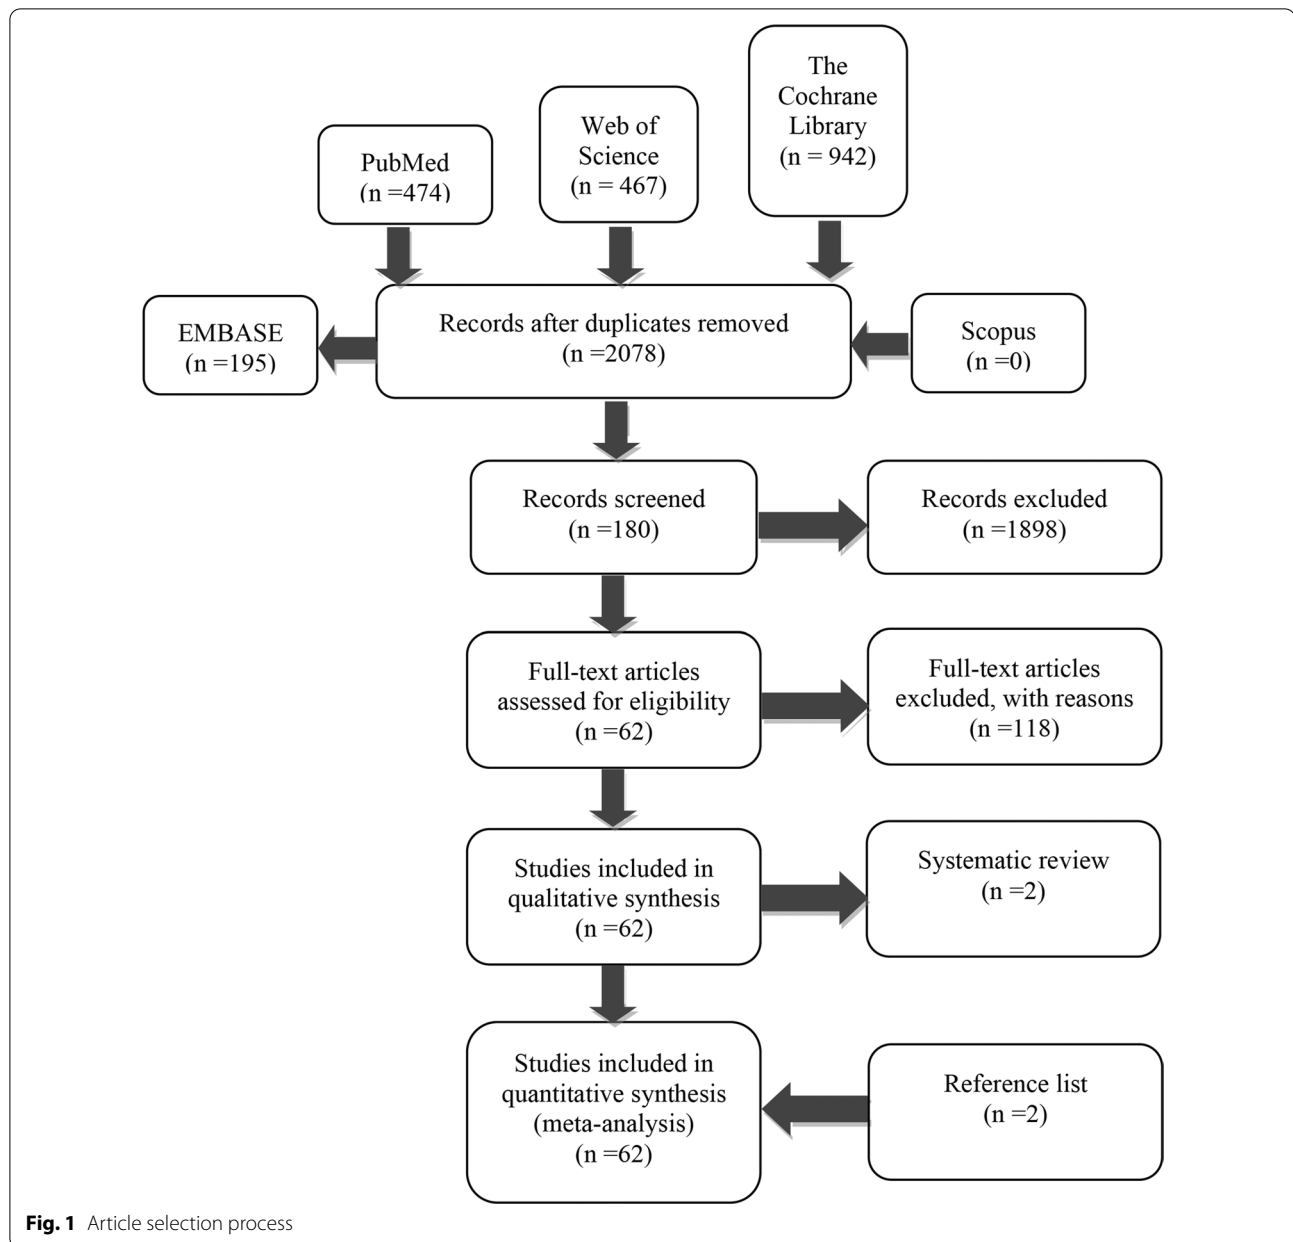 The
Cochrane
Library
(n = 942)
Web of
Science
(n = 467)
PubMed
(n =474)
EMBASE
(n =195)
Records after duplicates removed
(n =2078)
Scopus
(n =0)
Records screened
(n =180)
Records excluded
(n =1898)
Full-text articles
assessed for eligibility
(n =62)
Full-text articles
excluded, with reasons
(n =118)
Studies included in
qualitative synthesis
(n =62)
Systematic review
(n =2)
Studies included in
quantitative synthesis
(meta-analysis)
(n =62)
Reference list
(n =2)
Fig. 1 Article selection process